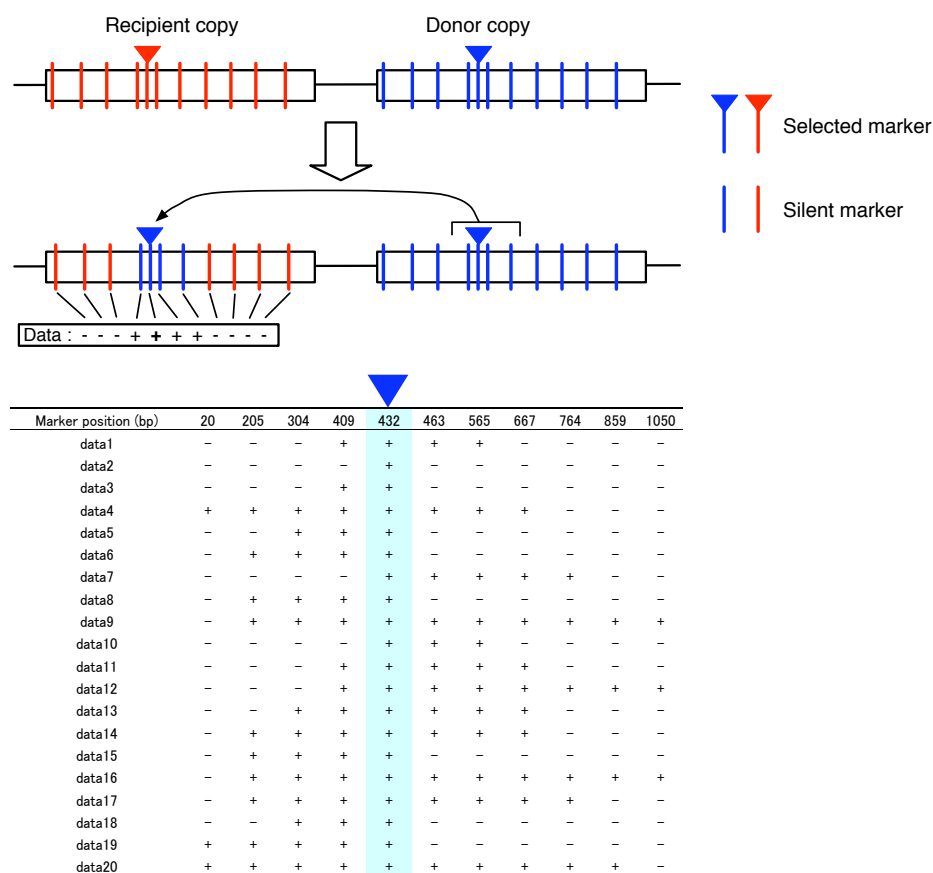 Recipient copy Donor copy
Selected marker
Silent marker
Data : - - - + + + + - - - -
Marker position (bp) 20 205 304 409 432 463 565 667 764 859 1050
data1 − − − + + + + − − − −
data2 − − − − + − − − − − −
data3 − − − + + − − − − − −
data4 + + + + + + + + − − −
data5 − − + + + − − − − − −
data6 − + + + + − − − − − −
data7 − − − − + + + + + − −
data8 − + + + + − − − − − −
data9 − + + + + + + + + + +
data10 − − − − + + + − − − −
data11 − − − + + + + + − − −
data12 − − − + + + + + + + +
data13 − − + + + + + + − − −
data14 − + + + + + + + − − −
data15 − + + + + − − − − − −
data16 − + + + + + + + + + +
data17 − + + + + + + + + − −
data18 − − + + + − − − − − −
data19 + + + + + − − − − − −
data20 + + + + + + + + + + −